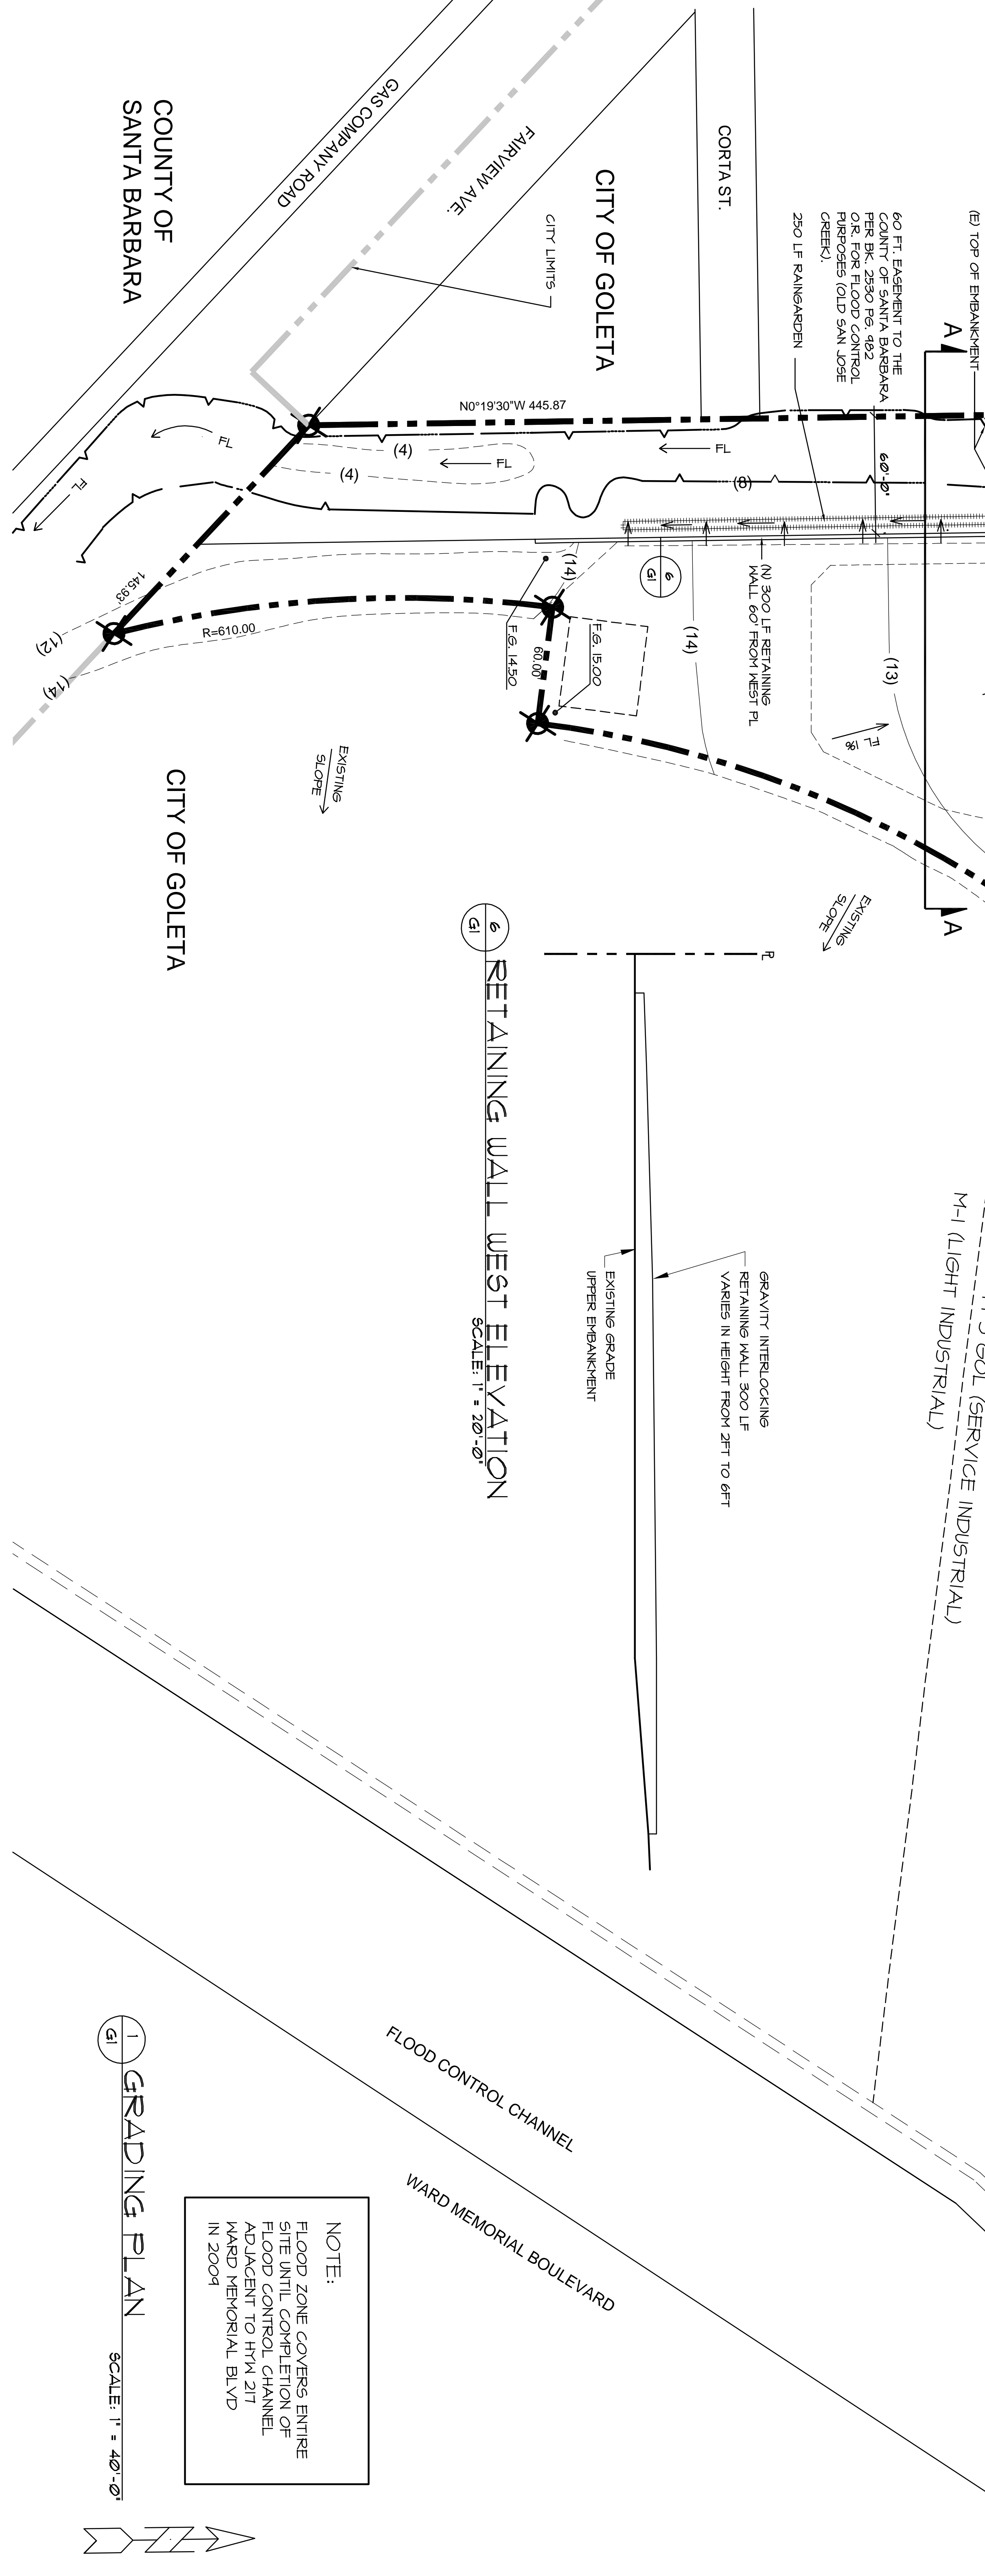 COUNTY OF
SANTA BARBARA
GAS COMPANY ROAD
FAIRVIEW AVE.
CITY LIMITS
CITY OF GOLETA
CORTA ST.
250 LF RAINGARDEN
60 FT. EASEMENT TO THE
COUNTY OF SANTA BARBARA
PER BK. 2530 PG. 982
O.R. FOR FLOOD CONTROL
PURPOSES (OLD SAN JOSE
CREEK).
(E) TOP OF EMBANKMENT
A
N0°19'30"W 445.87
FL
FL
(4)
(4)
FL
FL
(8)
60'-0"
145.93'
R=610.00
(12)
(14)
(14)
F.G. 14.50
60.00'
F.G. 15.00
6
G1
(N) 300 LF RETAINING
WALL 60' FROM WEST PL
(14)
(13)
FL 1%
EXISTING
SLOPE
EXISTING
SLOPE
A
CITY OF GOLETA
6
G1
RETAINING WALL WEST ELEVATION
SCALE: 1" = 20'-0"
PL
GRAVITY INTERLOCKING
RETAINING WALL 300 LF
VARIES IN HEIGHT FROM 2FT TO 6FT
EXISTING GRADE
UPPER EMBANKMENT
GOL (SERVICE INDUSTRIAL)
M-1 (LIGHT INDUSTRIAL)
FLOOD CONTROL CHANNEL
WARD MEMORIAL BOULEVARD
1
G1
GRADING PLAN
SCALE: 1" = 40'-0"
NOTE:
FLOOD ZONE COVERS ENTIRE
SITE UNTIL COMPLETION OF
FLOOD CONTROL CHANNEL
ADJACENT TO HYW 217
WARD MEMORIAL BLVD
IN 2009
N